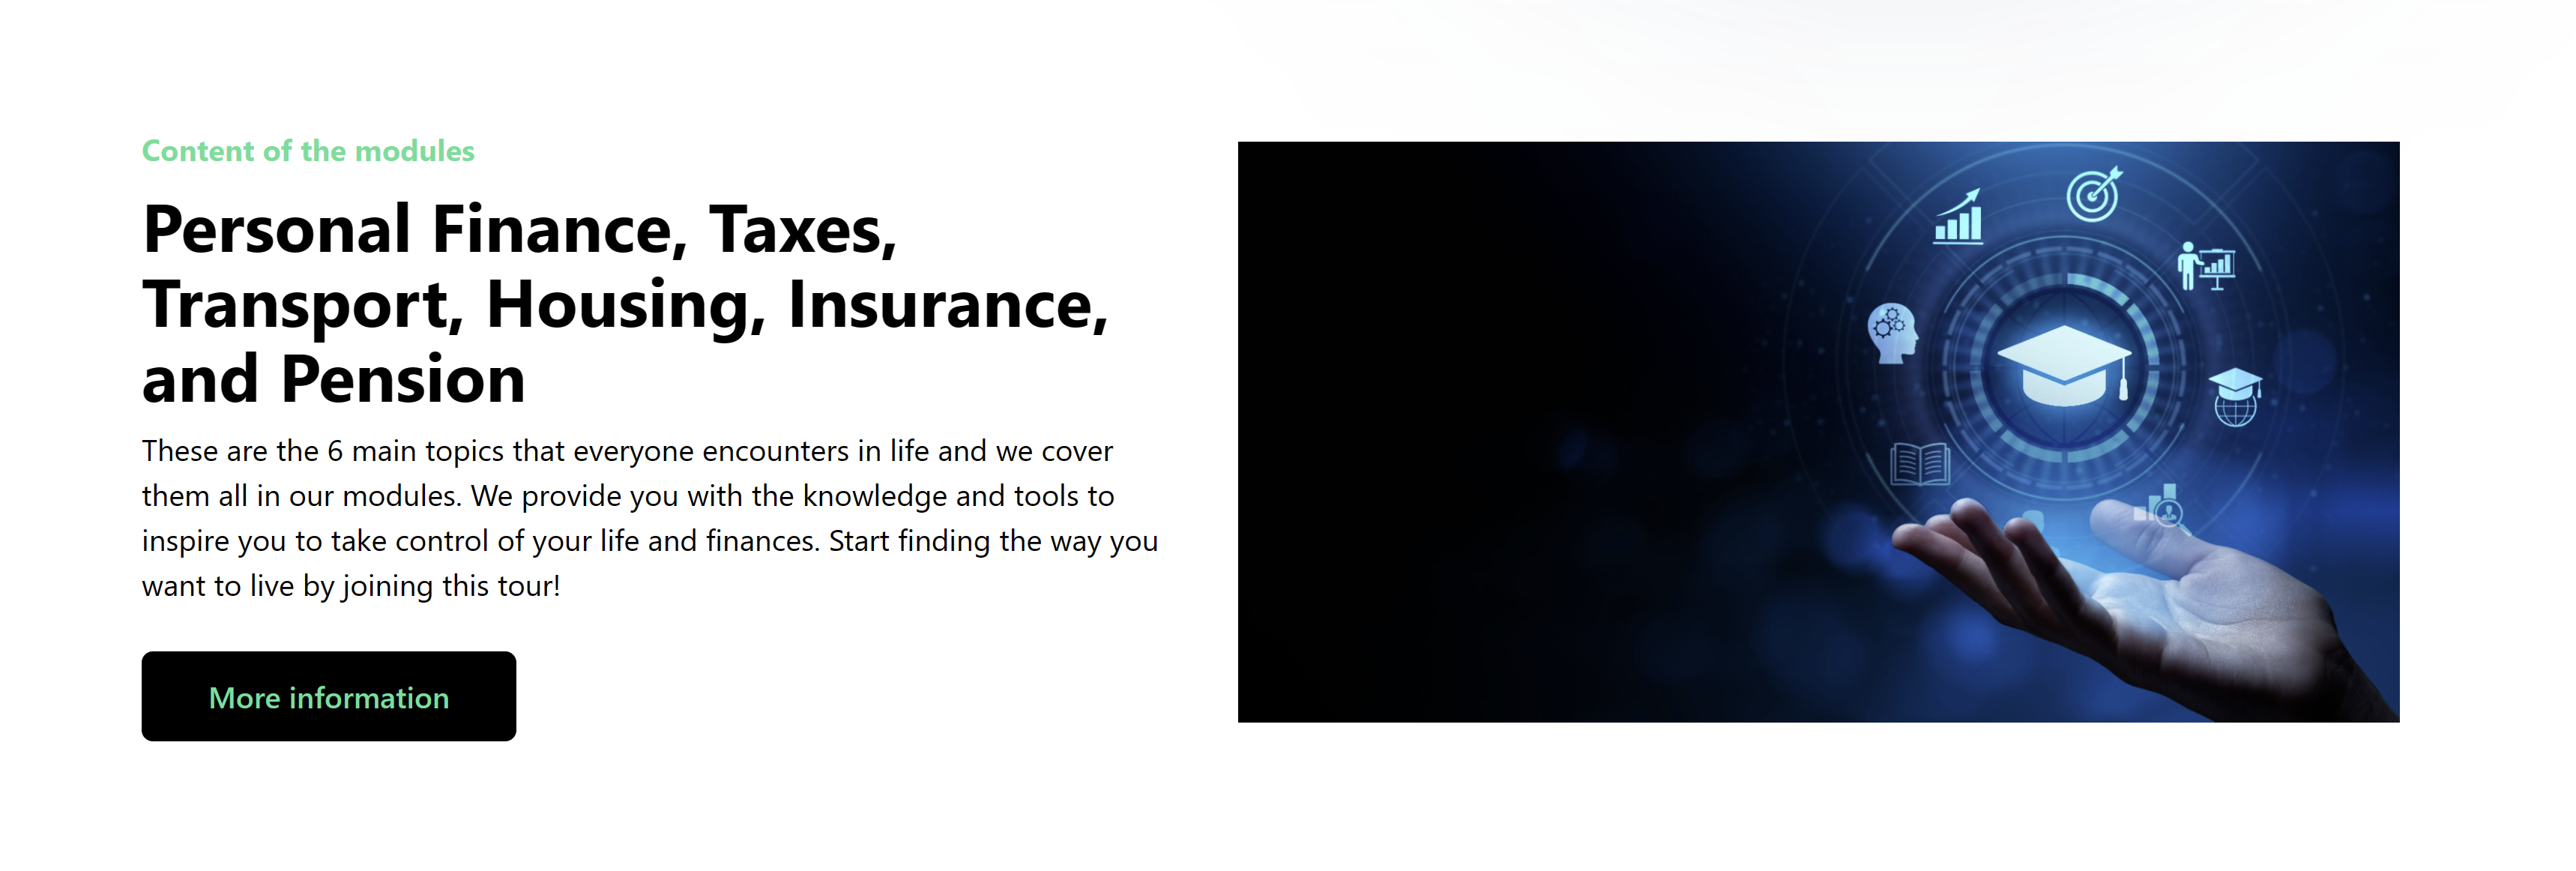 Content of the modules
Personal Finance, Taxes,
Transport, Housing, Insurance,
and Pension
These are the 6 main topics that everyone encounters in life and we cover
them all in our modules. We provide you with the knowledge and tools to
inspire you to take control of your life and finances. Start finding the way you
want to live by joining this tour!
More information